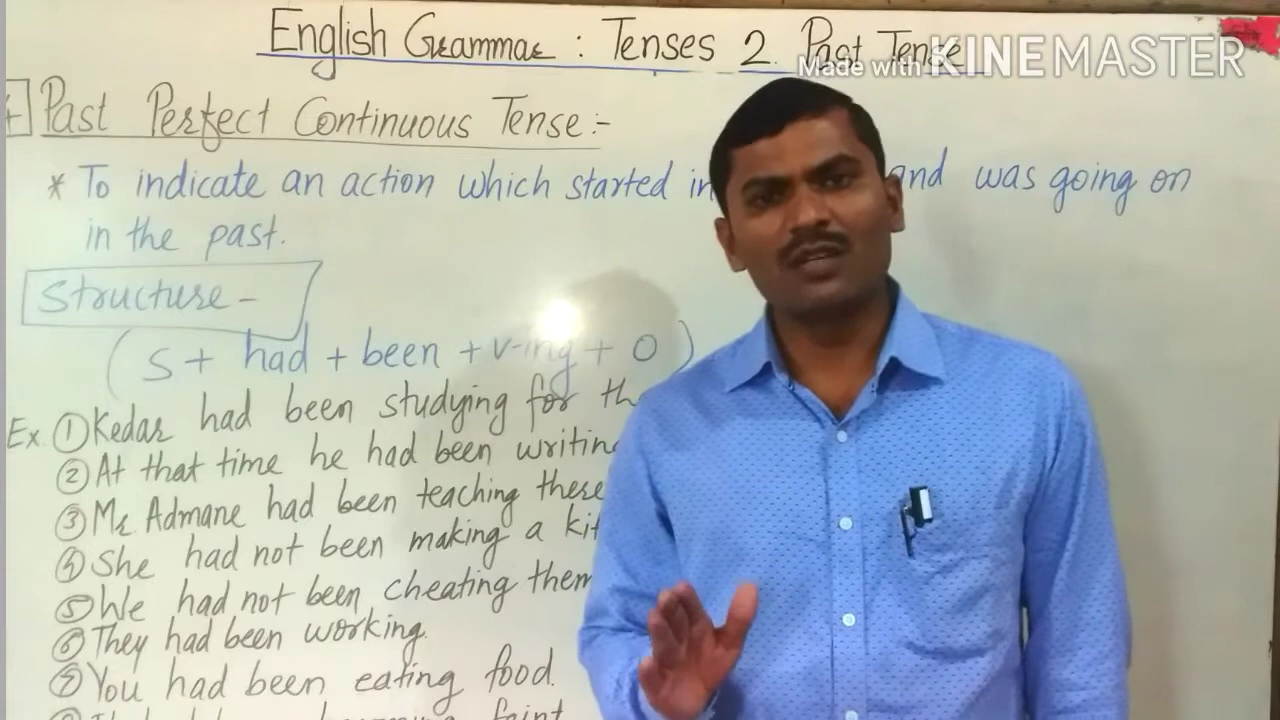 English Grammar : Tenses 2. Past Tense
Made with KINEMASTER
4 Past Perfect Continuous Tense:-
* To indicate an action which started in and was going on
in the past.
Structure -
(S + had + been + v-ing + O)
Ex. ① Kedar had been studying for th
② At that time he had been writing
③ Mr Admane had been teaching these
④ She had not been making a kit
⑤ We had not been cheating them
⑥ They had been working.
⑦ You had been eating food.